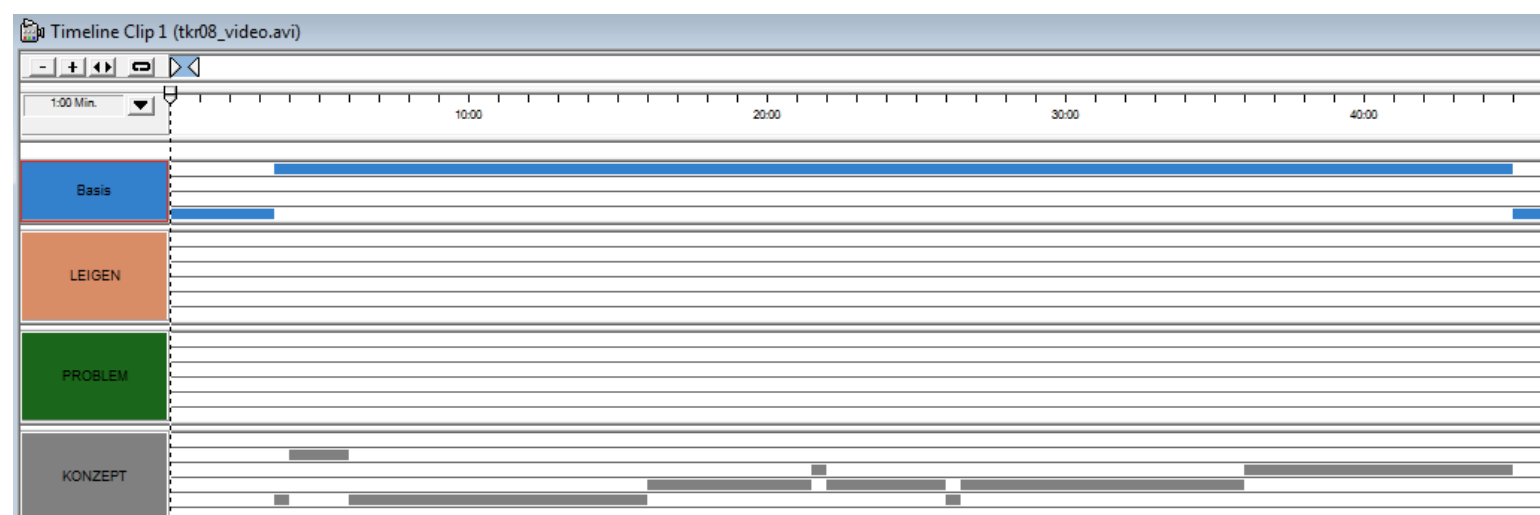 Timeline Clip 1 (tkr08_video.avi)
1:00 Min.
10:00 20:00 30:00 40:00
Basis
LEIGEN
PROBLEM
KONZEPT